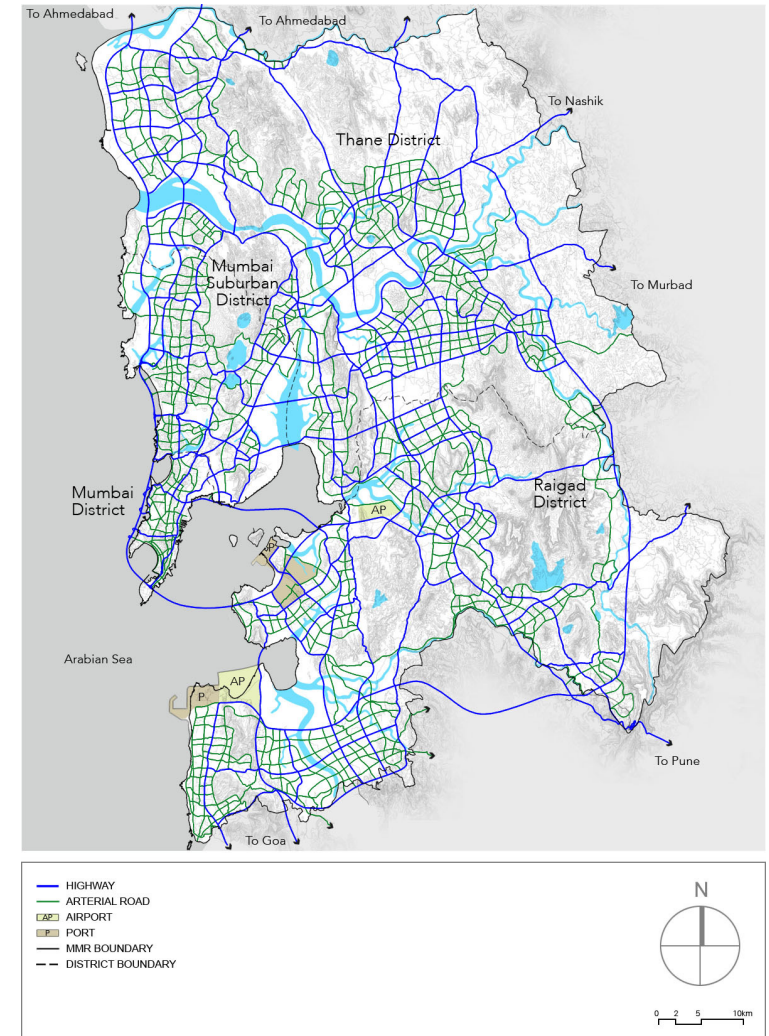 To Ahmedabad
To Ahmedabad
To Nashik
Thane District
Mumbai
Suburban
District
To Murbad
Mumbai
District
Raigad
District
AP
P
Arabian Sea
AP
P
To Pune
To Goa
HIGHWAY
ARTERIAL ROAD
AP AIRPORT
P PORT
MMR BOUNDARY
DISTRICT BOUNDARY
N
0 2 5 10km